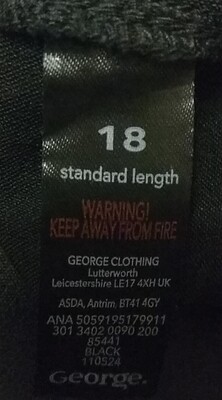 18
standard length
WARNING!
KEEP AWAY FROM FIRE
GEORGE CLOTHING
Lutterworth
Leicestershire LE17 4XH UK
ASDA, Antrim. BT41 4GY
ANA 5059195179911
301 3402 0090 200
85441
BLACK
110524
George.